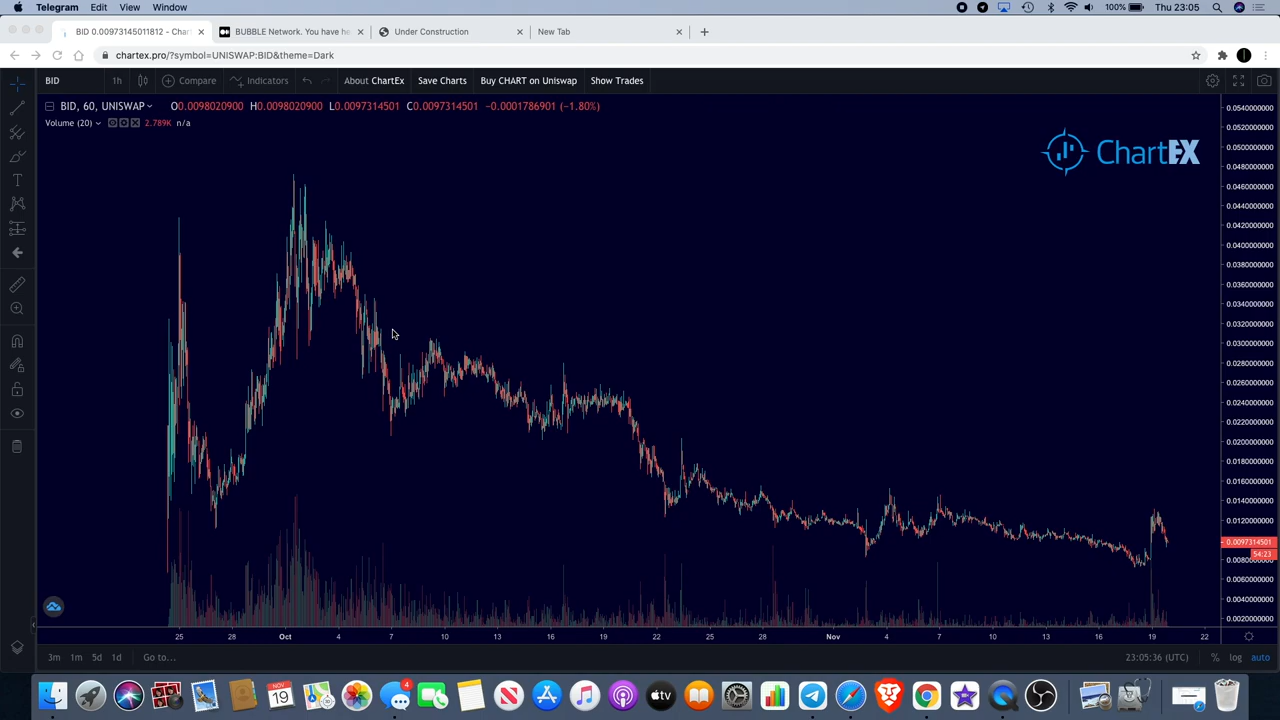 Telegram Edit View Window 100% Thu 23:05
BID 0.0097314501812 - Char BUBBLE Network. You have he Under Construction New Tab
chartex.pro/?symbol=UNISWAP:BID&theme=Dark
BID 1h Compare Indicators About ChartEx Save Charts Buy CHART on Uniswap Show Trades
BID, 60, UNISWAP O0.0098020900 H0.0098020900 L0.0097314501 C0.0097314501 −0.0001786901 (−1.80%)
Volume (20) 2.789K n/a
ChartEX
0.0540000000
0.0520000000
0.0500000000
0.0480000000
0.0460000000
0.0440000000
0.0420000000
0.0400000000
0.0380000000
0.0360000000
0.0340000000
0.0320000000
0.0300000000
0.0280000000
0.0260000000
0.0240000000
0.0220000000
0.0200000000
0.0180000000
0.0160000000
0.0140000000
0.0120000000
0.0097314501
54:23
0.0080000000
0.0060000000
0.0040000000
0.0020000000
25 28 Oct 4 7 10 13 16 19 22 25 28 Nov 4 7 10 13 16 19 22
3m 1m 5d 1d Go to... 23:05:36 (UTC) % log auto
NOV
19
4
tv